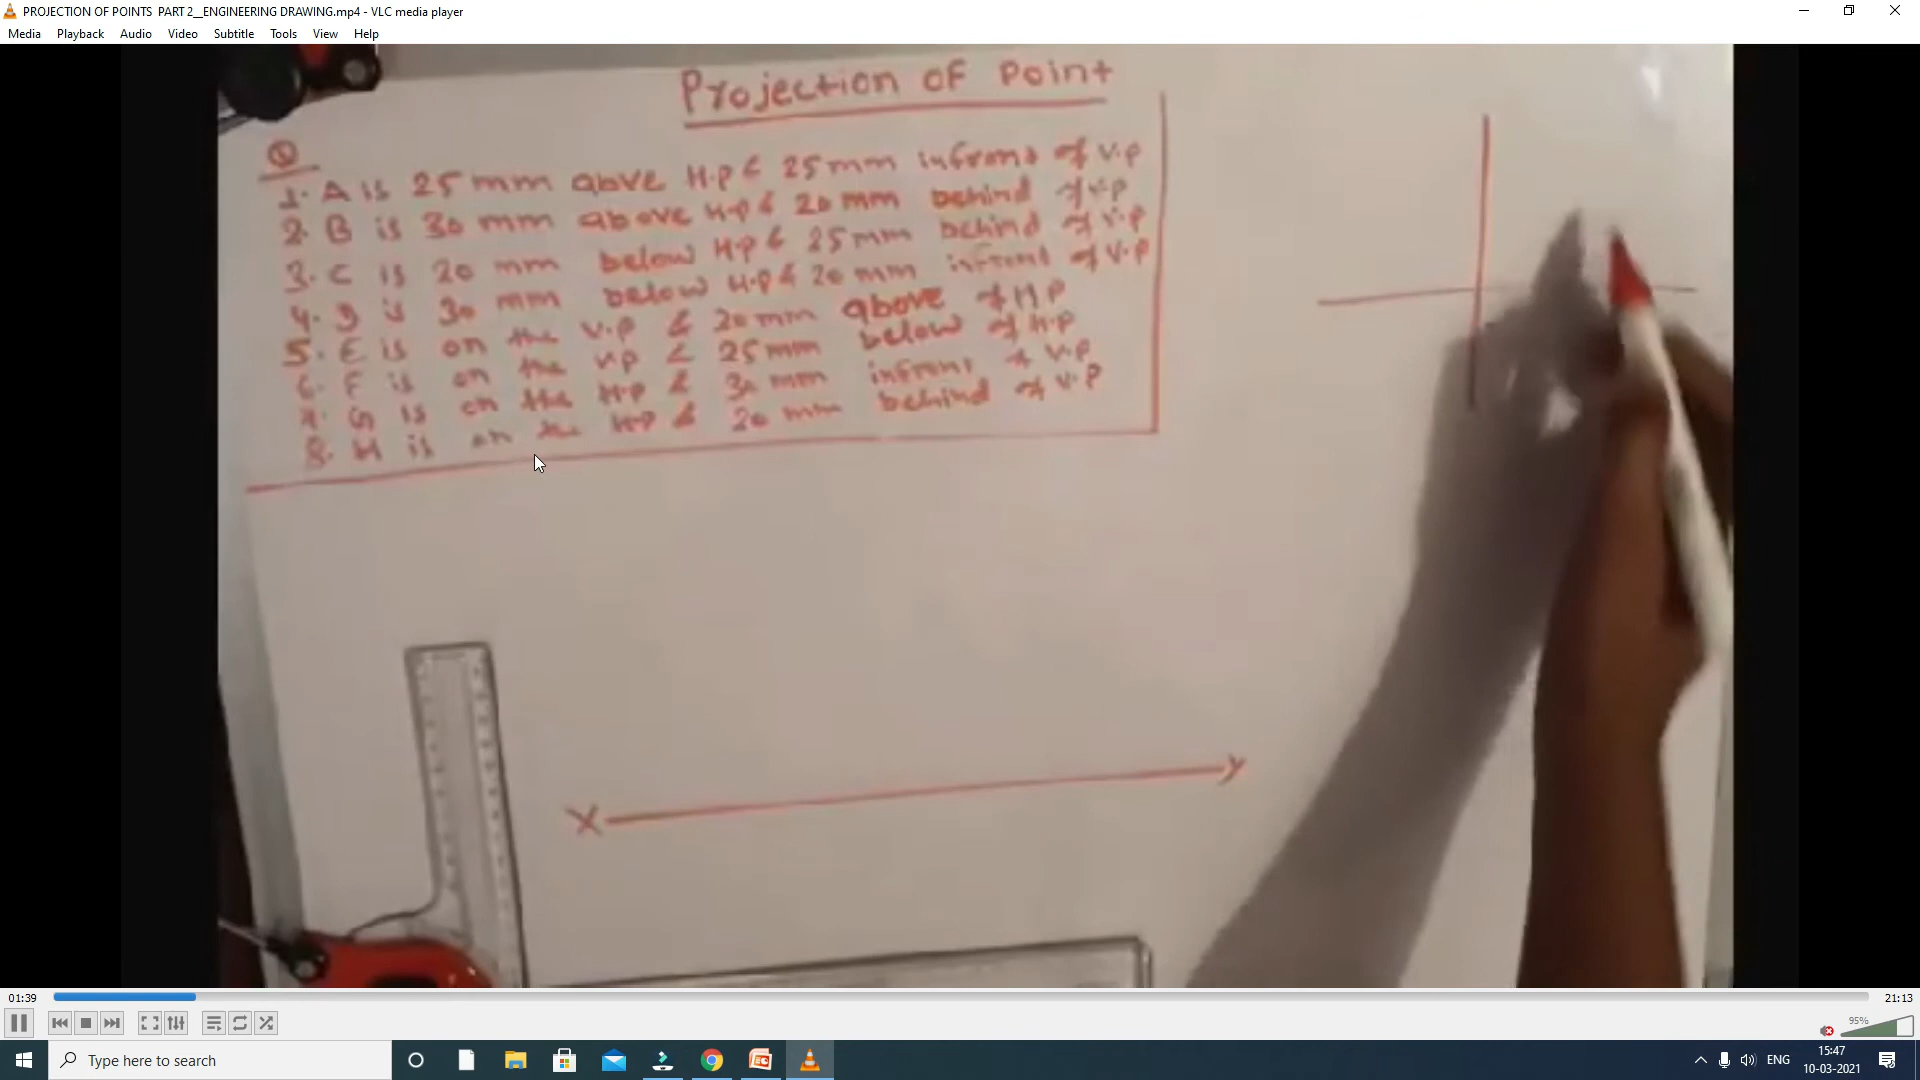 PROJECTION OF POINTS PART 2__ENGINEERING DRAWING.mp4 - VLC media player
Media Playback Audio Video Subtitle Tools View Help
Projection of Point
Q
1. A is 25 mm above H.P & 25 mm infront of V.P
2. B is 30 mm above H.P & 20 mm behind of V.P
3. C is 20 mm below H.P & 25 mm behind of V.P
4. D is 30 mm below H.P & 20 mm infront of V.P
5. E is on the V.P & 20 mm above of H P
6. F is on the V.P & 25 mm below of H.P
7. G is on the H.P & 30 mm infront of V.P
8. H is on the H.P & 20 mm behind of V.P
X Y
01:39 21:13
95%
Type here to search
ENG
15:47
10-03-2021